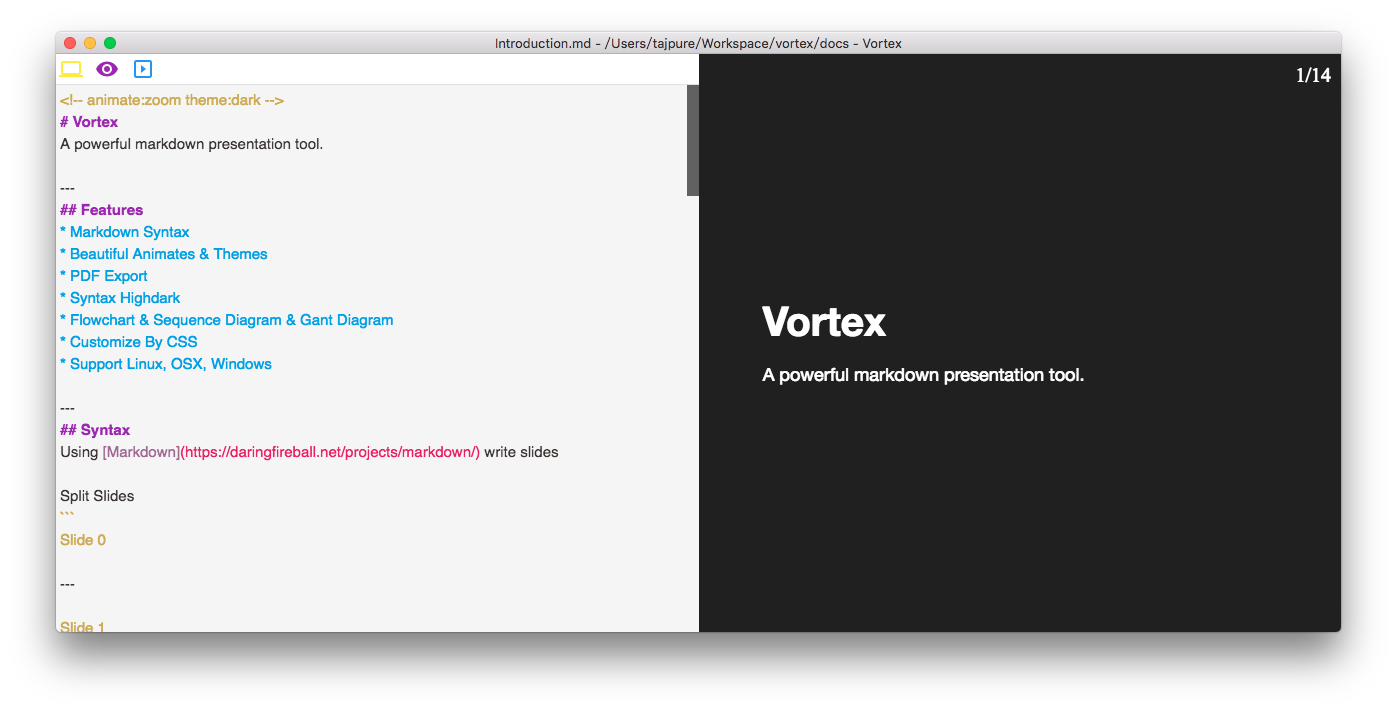 Introduction.md - /Users/tajpure/Workspace/vortex/docs - Vortex
<!-- animate:zoom theme:dark -->
# Vortex
A powerful markdown presentation tool.
---
## Features
* Markdown Syntax
* Beautiful Animates & Themes
* PDF Export
* Syntax Highdark
* Flowchart & Sequence Diagram & Gant Diagram
* Customize By CSS
* Support Linux, OSX, Windows
---
## Syntax
Using [Markdown](https://daringfireball.net/projects/markdown/) write slides
Split Slides
```
Slide 0
---
Slide 1
1/14
Vortex
A powerful markdown presentation tool.